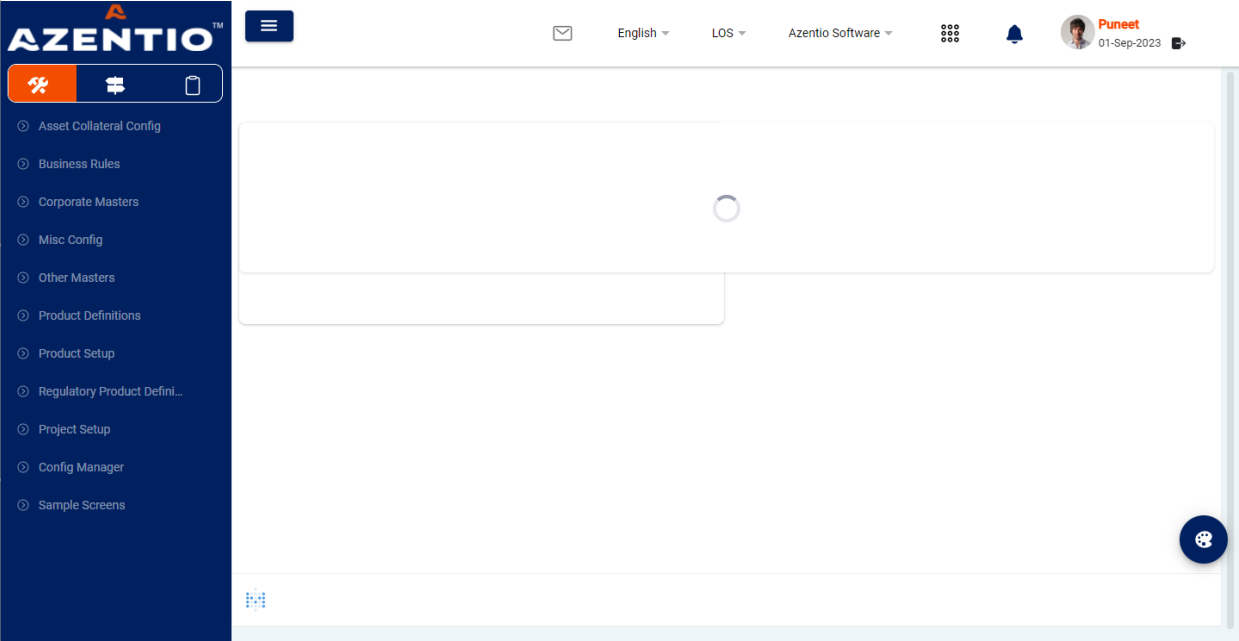 AZENTIO™
English
LOS
Azentio Software
Puneet
01-Sep-2023
Asset Collateral Config
Business Rules
Corporate Masters
Misc Config
Other Masters
Product Definitions
Product Setup
Regulatory Product Defini...
Project Setup
Config Manager
Sample Screens